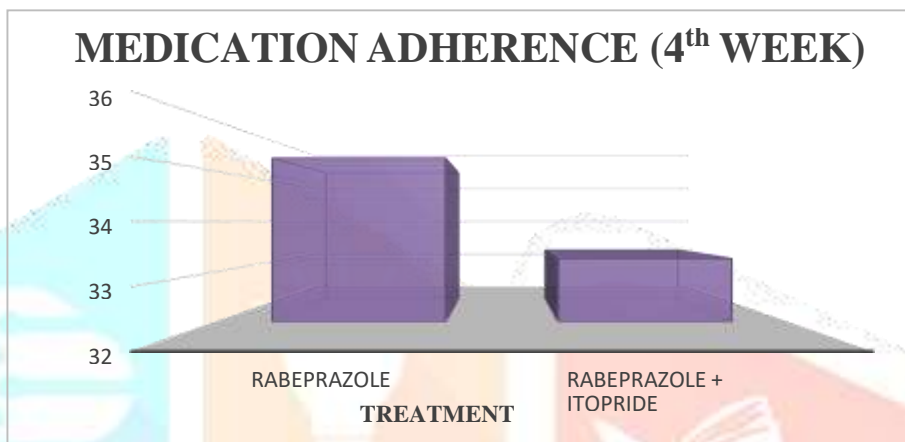 MEDICATION ADHERENCE (4th WEEK)
36
35
34
33
32
RABEPRAZOLE
RABEPRAZOLE +
ITOPRIDE
TREATMENT